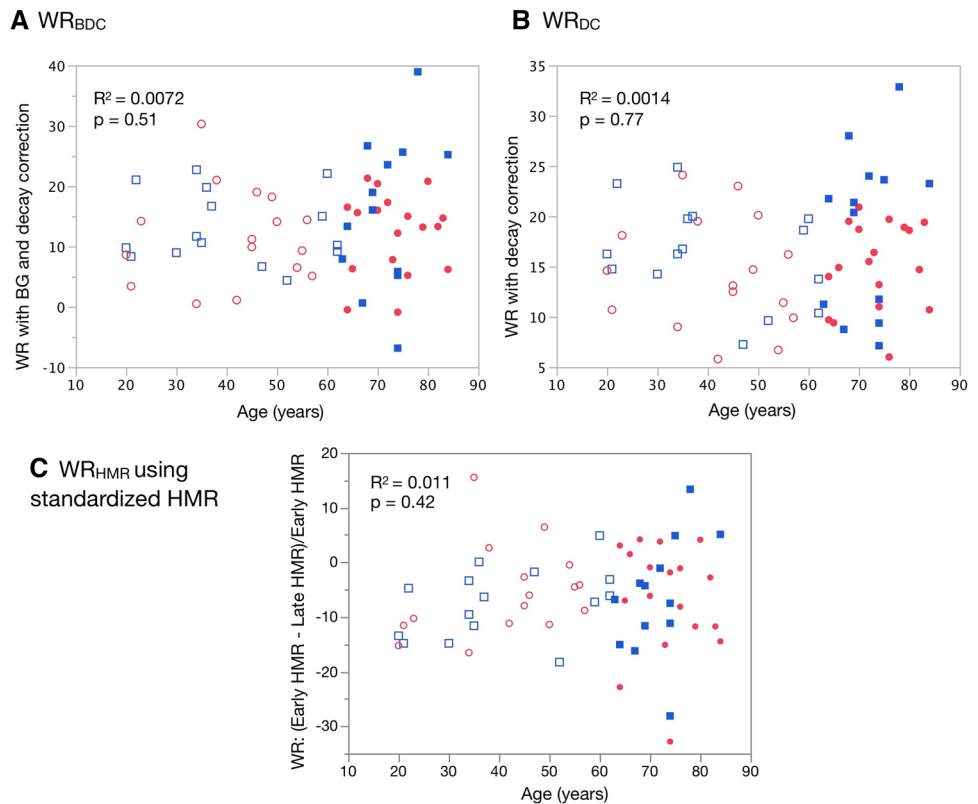 A WRBDC
WR with BG and decay correction
40
30
20
10
0
-10
R² = 0.0072
p = 0.51
10 20 30 40 50 60 70 80 90
Age (years)
B WRDC
WR with decay correction
35
30
25
20
15
10
5
R² = 0.0014
p = 0.77
10 20 30 40 50 60 70 80 90
Age (years)
C WRHMR using
standardized HMR
WR: (Early HMR - Late HMR)/Early HMR
20
10
0
-10
-20
-30
R² = 0.011
p = 0.42
10 20 30 40 50 60 70 80 90
Age (years)